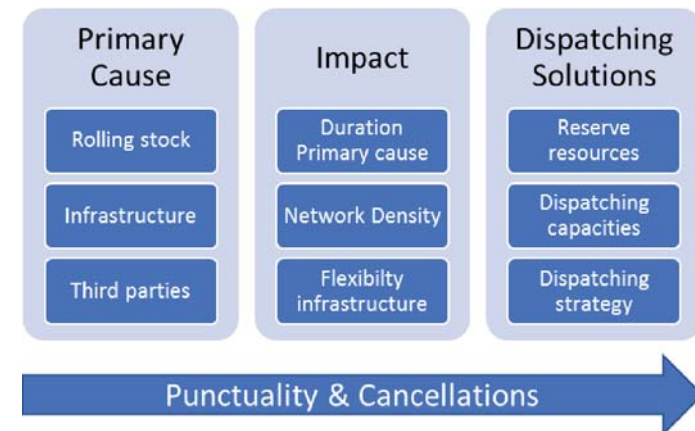 Primary
Cause
Rolling stock
Infrastructure
Third parties
Impact
Duration
Primary cause
Network Density
Flexibilty
infrastructure
Dispatching
Solutions
Reserve
resources
Dispatching
capacities
Dispatching
strategy
Punctuality & Cancellations